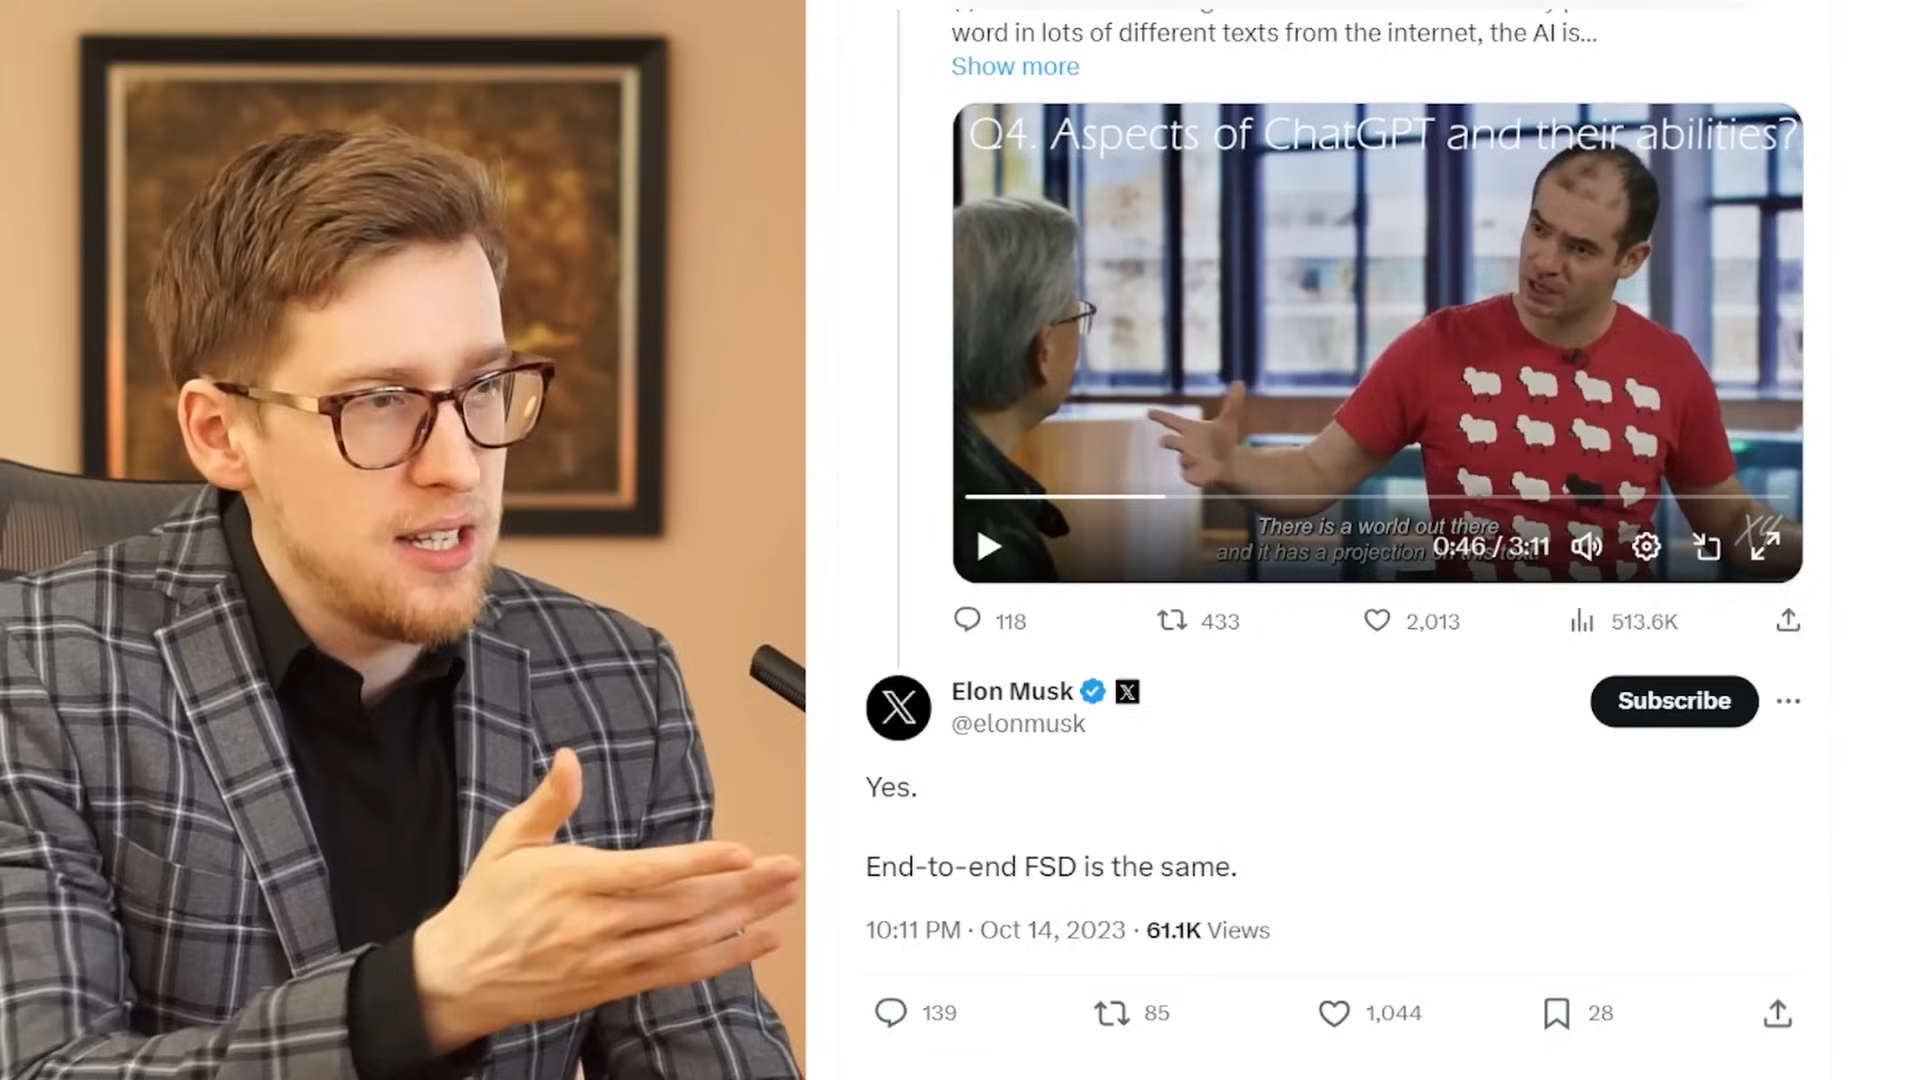 word in lots of different texts from the internet, the AI is...
Show more
Q4. Aspects of ChatGPT and their abilities?
There is a world out there
and it has a projection on this text.
0:46 / 3:11
118
433
2,013
513.6K
Elon Musk
@elonmusk
Subscribe
Yes.
End-to-end FSD is the same.
10:11 PM · Oct 14, 2023 · 61.1K Views
139
85
1,044
28